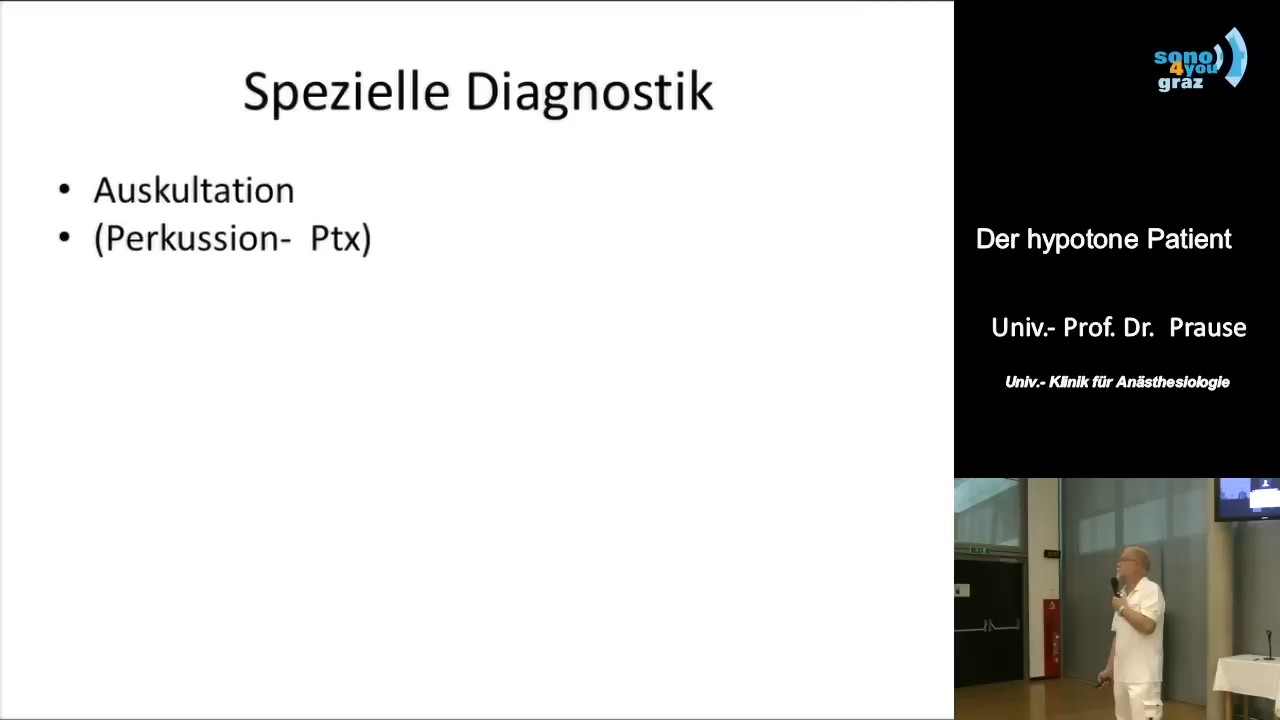 Spezielle Diagnostik
• Auskultation
• (Perkussion- Ptx)
sono
4you
graz
Der hypotone Patient
Univ.- Prof. Dr. Prause
Univ.- Klinik für Anästhesiologie